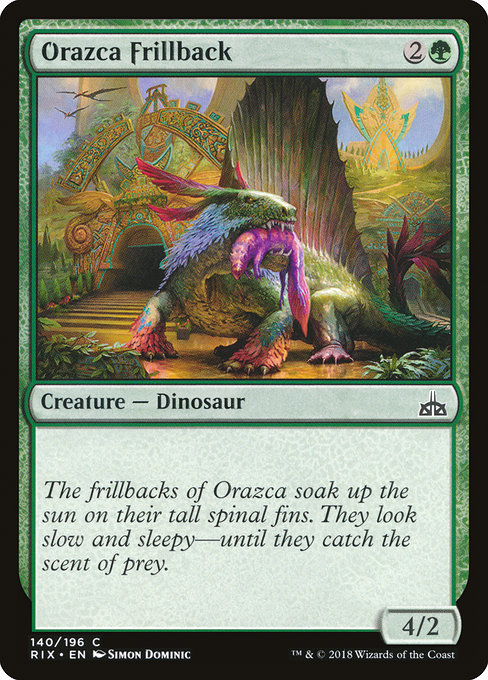 Orazca Frillback 2
Creature — Dinosaur
The frillbacks of Orazca soak up the
sun on their tall spinal fins. They look
slow and sleepy—until they catch the
scent of prey.
4/2
140/196 C
RIX • EN Simon Dominic
™ & © 2018 Wizards of the Coast